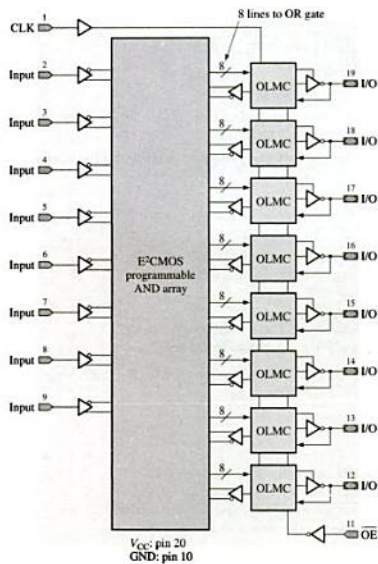 8 lines to OR gate
CLK 1
Input 2 8 OLMC 19 I/O
Input 3 8 OLMC 18 I/O
Input 4 8 OLMC 17 I/O
Input 5 8 OLMC 16 I/O
E²CMOS
programmable
AND array
Input 6 8 OLMC 15 I/O
Input 7 8 OLMC 14 I/O
Input 8 8 OLMC 13 I/O
Input 9 8 OLMC 12 I/O
11 O̅E̅
V_CC: pin 20
GND: pin 10